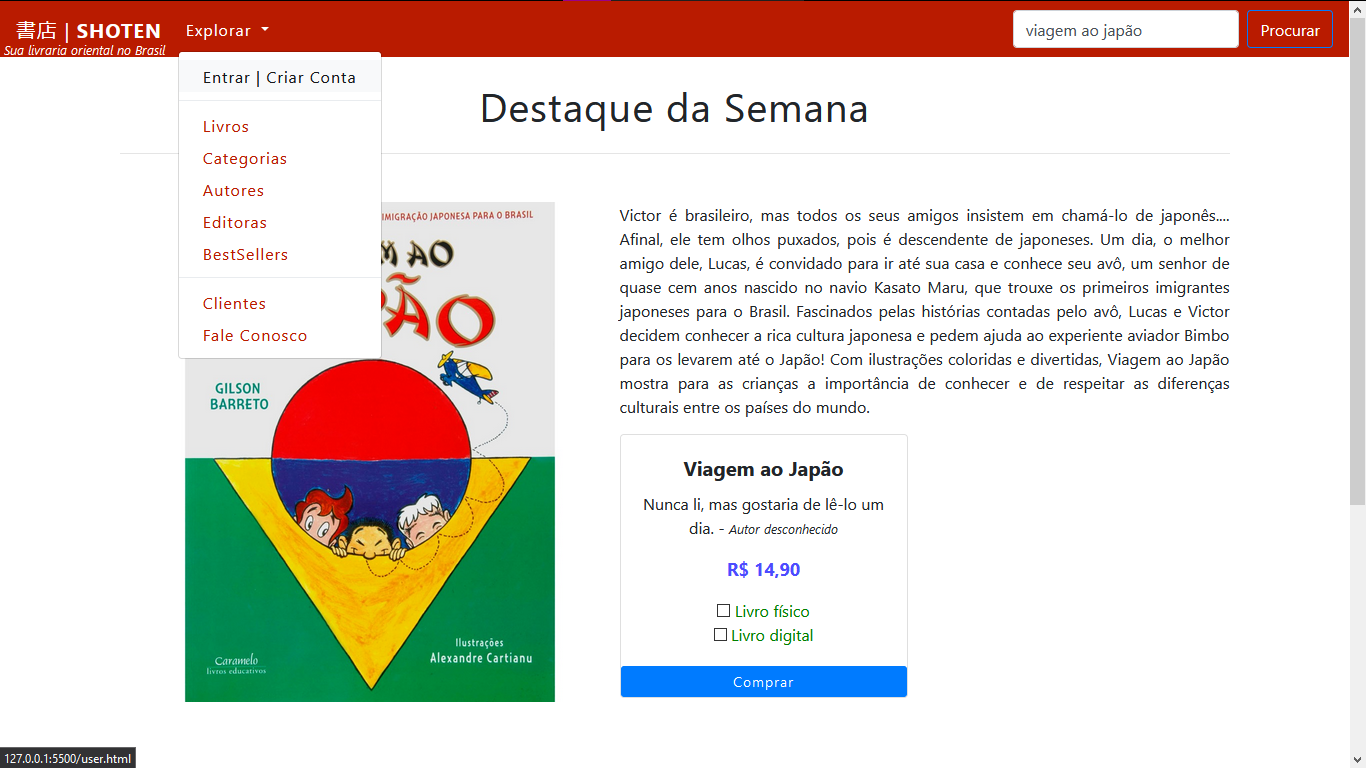 書店 | SHOTEN
Sua livraria oriental no Brasil
Explorar
viagem ao japão
Procurar
Entrar | Criar Conta
Livros
Categorias
Autores
Editoras
BestSellers
Clientes
Fale Conosco
Destaque da Semana
IMIGRAÇÃO JAPONESA PARA O BRASIL
M AO
PÃO
GILSON
BARRETO
Ilustrações
Alexandre Cartianu
Caramelo
livros educativos
Victor é brasileiro, mas todos os seus amigos insistem em chamá-lo de japonês....
Afinal, ele tem olhos puxados, pois é descendente de japoneses. Um dia, o melhor
amigo dele, Lucas, é convidado para ir até sua casa e conhece seu avô, um senhor de
quase cem anos nascido no navio Kasato Maru, que trouxe os primeiros imigrantes
japoneses para o Brasil. Fascinados pelas histórias contadas pelo avô, Lucas e Victor
decidem conhecer a rica cultura japonesa e pedem ajuda ao experiente aviador Bimbo
para os levarem até o Japão! Com ilustrações coloridas e divertidas, Viagem ao Japão
mostra para as crianças a importância de conhecer e de respeitar as diferenças
culturais entre os países do mundo.
Viagem ao Japão
Nunca li, mas gostaria de lê-lo um
dia. - Autor desconhecido
R$ 14,90
Livro físico
Livro digital
Comprar
127.0.0.1:5500/user.html